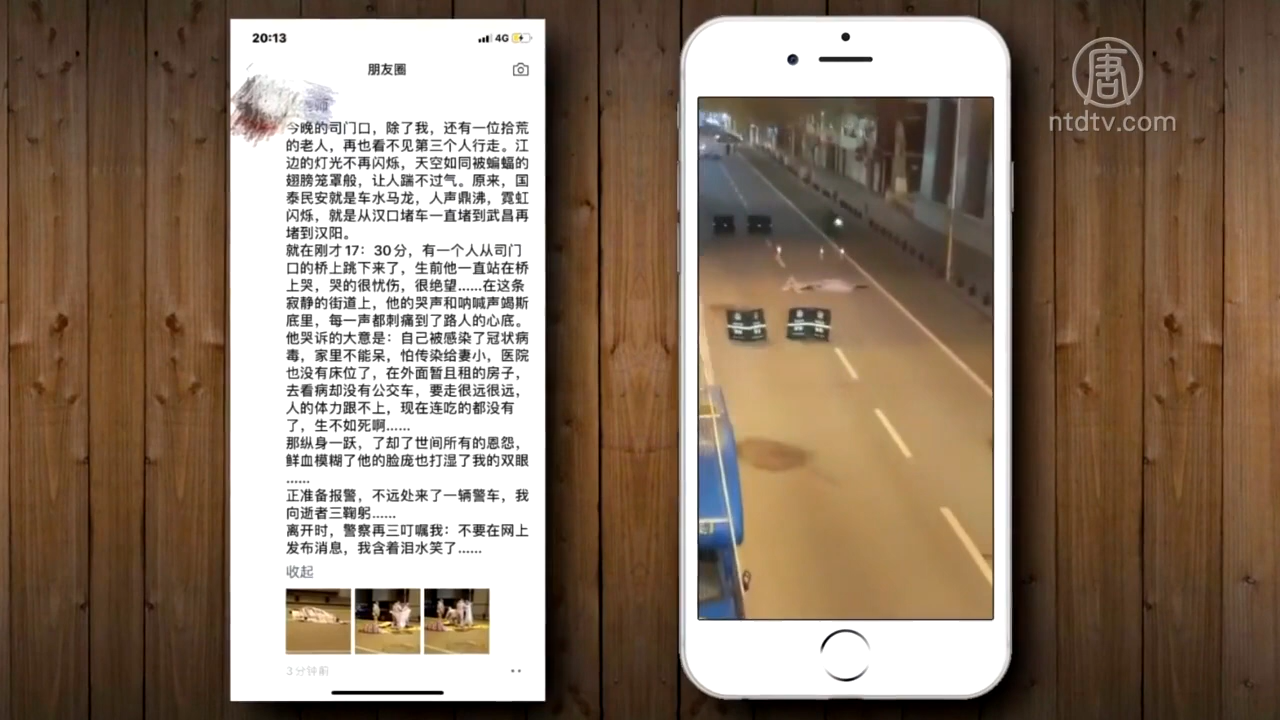 20:13
4G
朋友圈
今晚的司门口，除了我，还有一位拾荒
的老人，再也看不见第三个人行走。江
边的灯光不再闪烁，天空如同被蝙蝠的
翅膀笼罩般，让人踹不过气。原来，国
泰民安就是车水马龙，人声鼎沸，霓虹
闪烁，就是从汉口堵车一直堵到武昌再
堵到汉阳。
就在刚才17：30分，有一个人从司门
口的桥上跳下来了，生前他一直站在桥
上哭，哭的很忧伤，很绝望……在这条
寂静的街道上，他的哭声和呐喊声竭斯
底里，每一声都刺痛到了路人的心底。
他哭诉的大意是：自己被感染了冠状病
毒，家里不能呆，怕传染给妻小，医院
也没有床位了，在外面暂且租的房子，
去看病却没有公交车，要走很远很远，
人的体力跟不上，现在连吃的都没有
了，生不如死啊……
那纵身一跃，了却了世间所有的恩怨，
鲜血模糊了他的脸庞也打湿了我的双眼
……
正准备报警，不远处来了一辆警车，我
向逝者三鞠躬……
离开时，警察再三叮嘱我：不要在网上
发布消息，我含着泪水笑了……
收起
3分钟前
唐
ntdtv.com